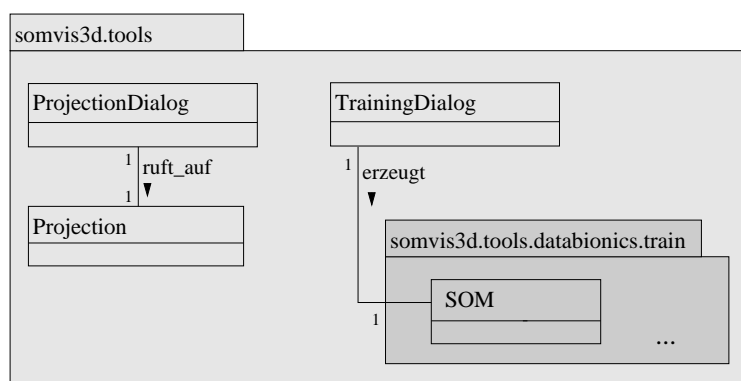 somvis3d.tools
ProjectionDialog
TrainingDialog
1
ruft_auf
1
Projection
1
erzeugt
somvis3d.tools.databionics.train
SOM
1
...